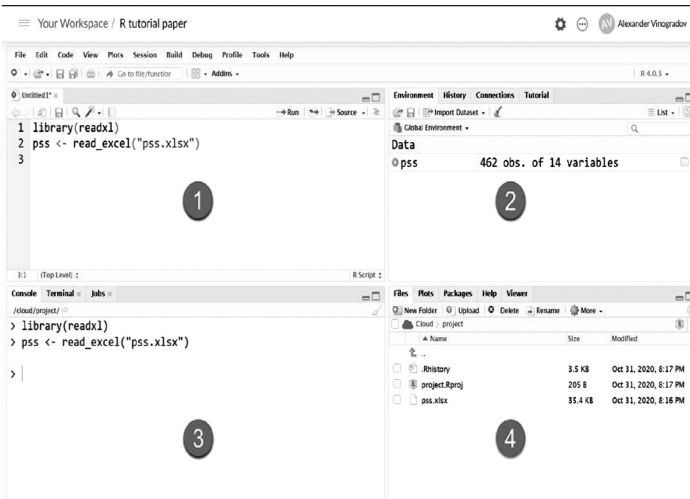 Your Workspace / R tutorial paper
AV Alexander Vinogradov
File Edit Code View Plots Session Build Debug Profile Tools Help
Go to file/function Addins
R 4.0.3
Untitled1*
Run Source
1 library(readxl)
2 pss <- read_excel("pss.xlsx")
3
1
3:1 (Top Level) R Script
Environment History Connections Tutorial
Import Dataset List
Global Environment
Data
pss 462 obs. of 14 variables
2
Console Terminal × Jobs ×
/cloud/project/
> library(readxl)
> pss <- read_excel("pss.xlsx")
>
3
Files Plots Packages Help Viewer
New Folder Upload Delete Rename More
Cloud > project
Name Size Modified
..
.Rhistory 3.5 KB Oct 31, 2020, 8:17 PM
project.Rproj 205 B Oct 31, 2020, 8:17 PM
pss.xlsx 35.4 KB Oct 31, 2020, 8:16 PM
4